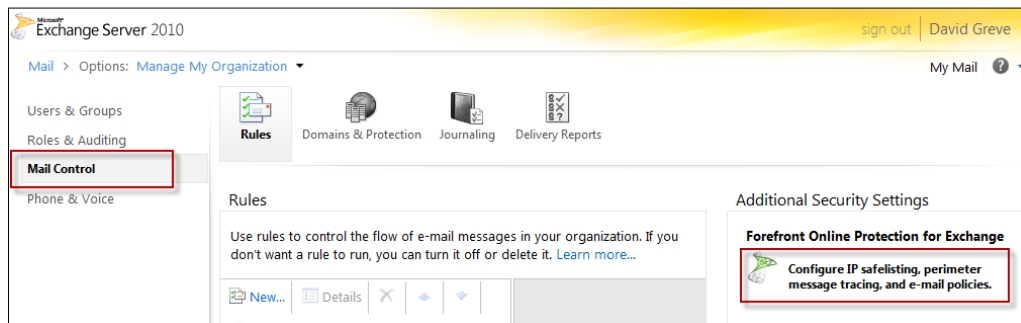 Microsoft®
Exchange Server 2010
sign out | David Greve
Mail > Options: Manage My Organization
My Mail
Users & Groups
Roles & Auditing
Mail Control
Phone & Voice
Rules
Domains & Protection
Journaling
Delivery Reports
Rules
Use rules to control the flow of e-mail messages in your organization. If you
don't want a rule to run, you can turn it off or delete it. Learn more...
New...
Details
Additional Security Settings
Forefront Online Protection for Exchange
Configure IP safelisting, perimeter
message tracing, and e-mail policies.